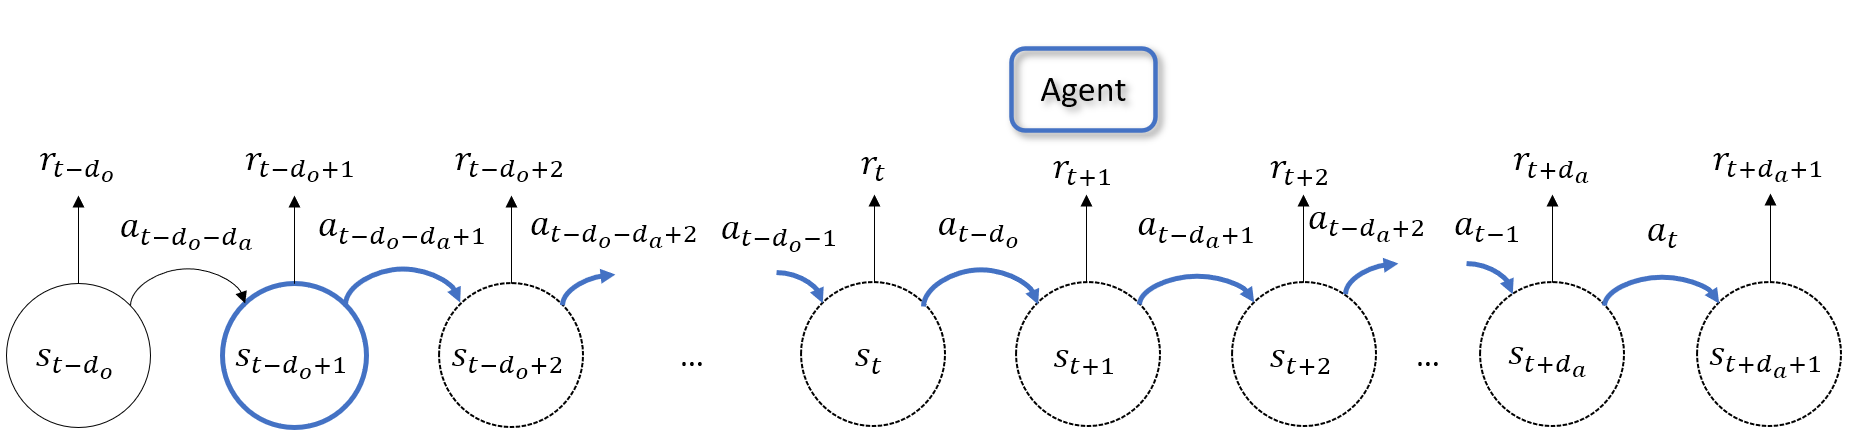 Agent
r_{t-d_o} r_{t-d_o+1} r_{t-d_o+2} r_t r_{t+1} r_{t+2} r_{t+d_a} r_{t+d_a+1}
a_{t-d_o-d_a} a_{t-d_o-d_a+1} a_{t-d_o-d_a+2} a_{t-d_o-1} a_{t-d_o} a_{t-d_a+1} a_{t-d_a+2} a_{t-1} a_t
s_{t-d_o} s_{t-d_o+1} s_{t-d_o+2} ... s_t s_{t+1} s_{t+2} ... s_{t+d_a} s_{t+d_a+1}